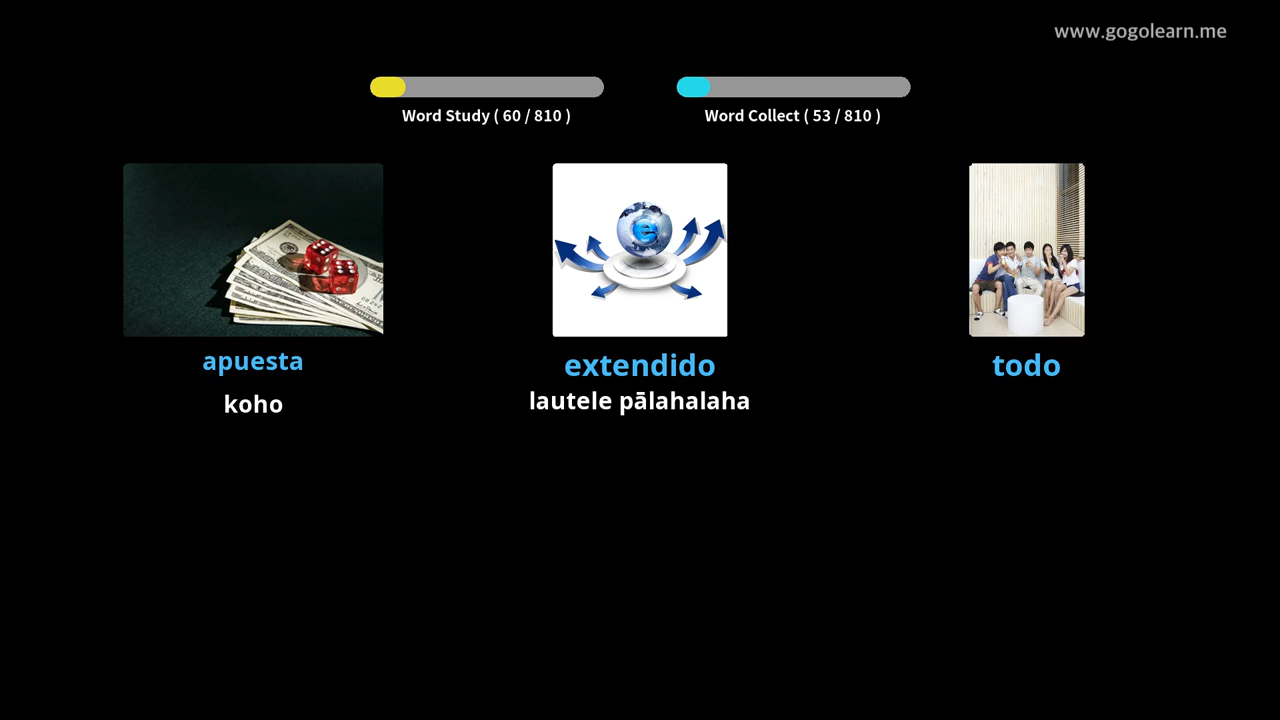 www.gogolearn.me
Word Study ( 60 / 810 )
Word Collect ( 53 / 810 )
e
apuesta
koho
extendido
lautele pālahalaha
todo